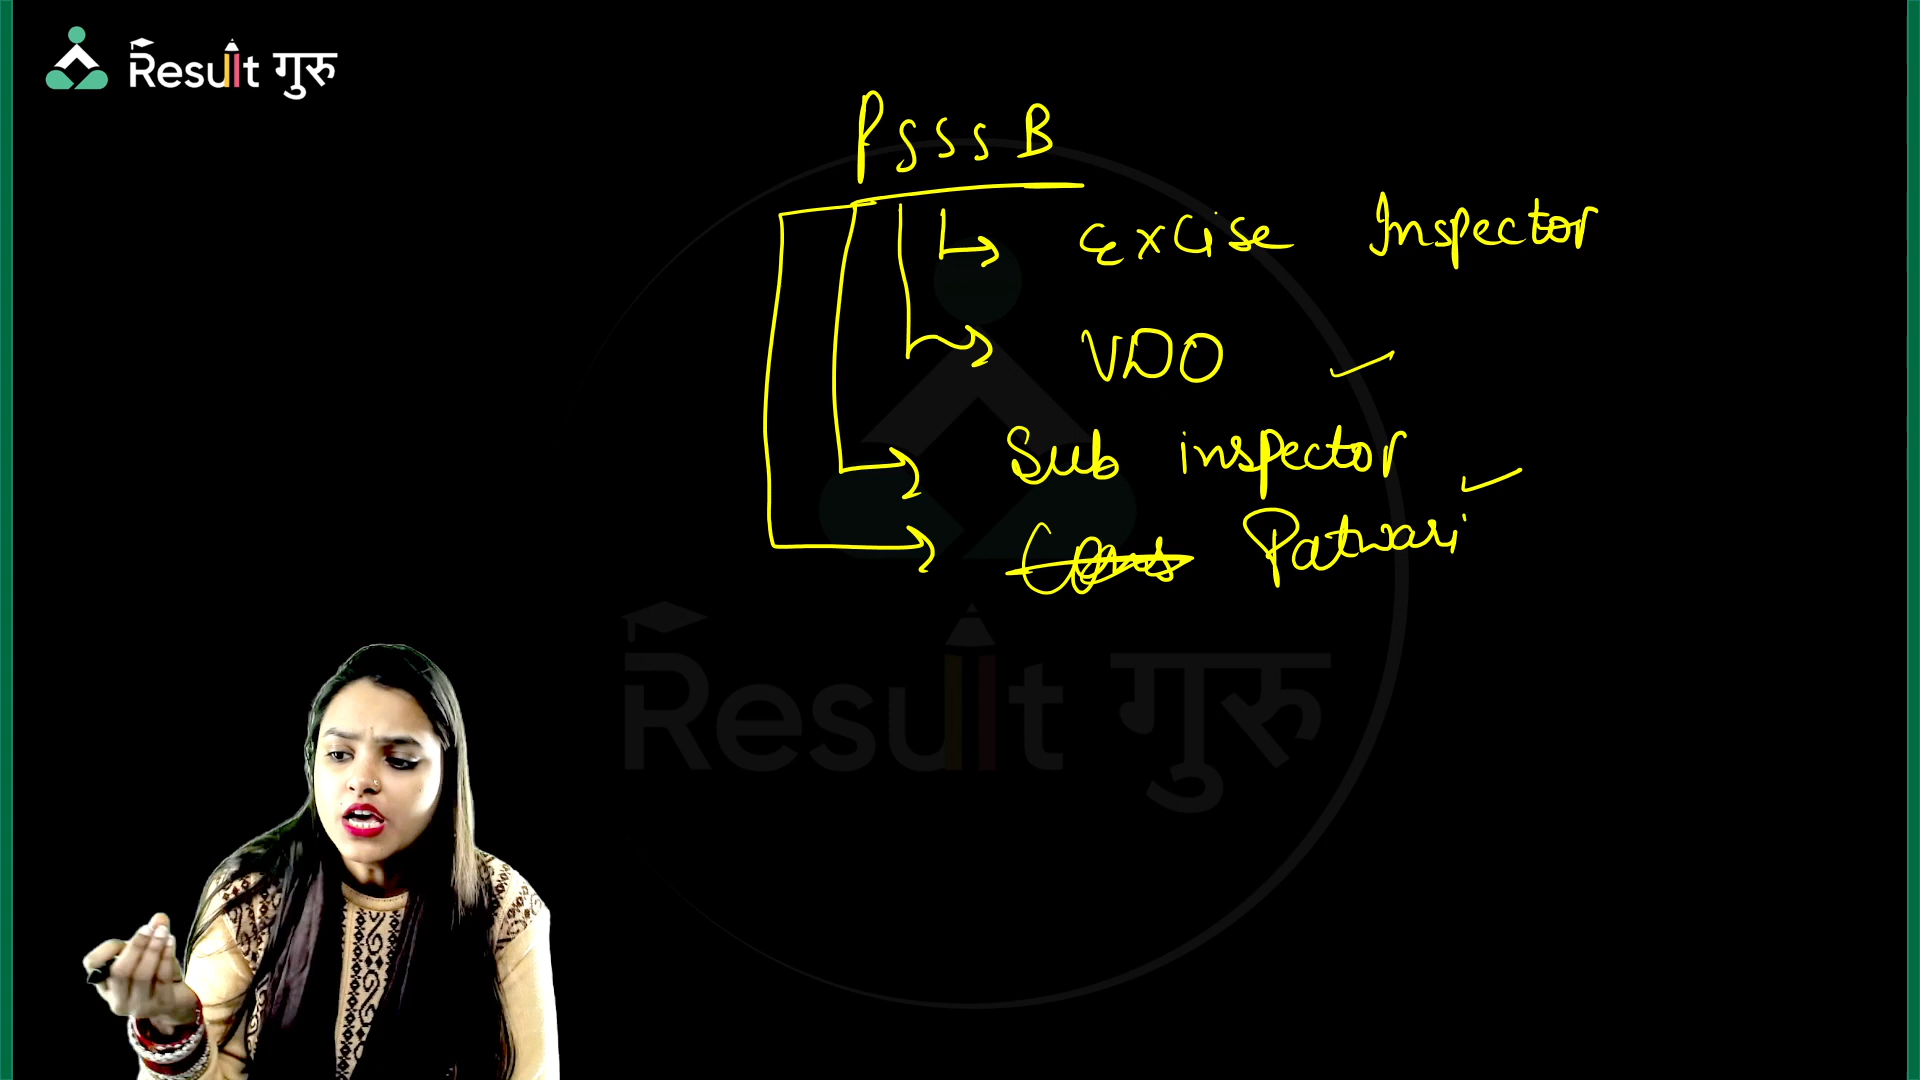 Result गुरु
PSSSB
Excise Inspector
VDO
Sub inspector
Patwari
Result गुरु